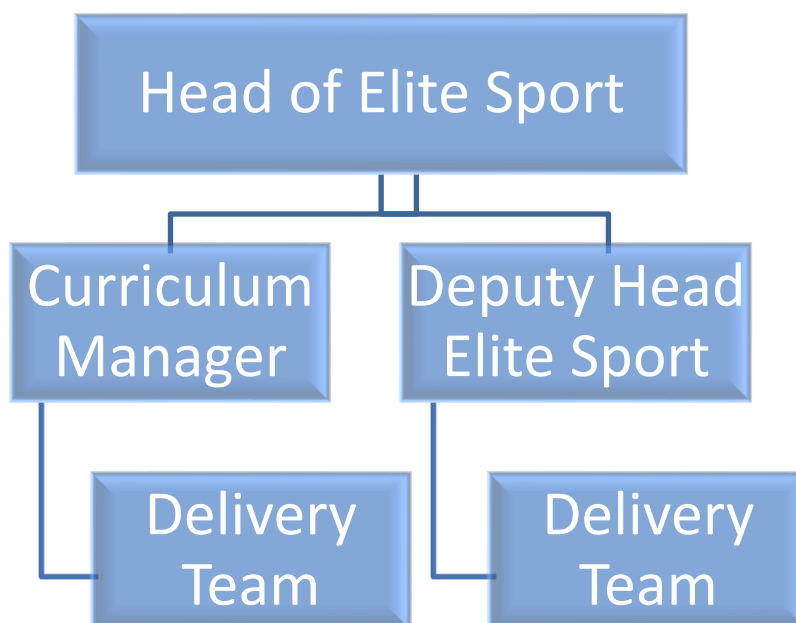 Head of Elite Sport
Curriculum
Manager
Deputy Head
Elite Sport
Delivery
Team
Delivery
Team